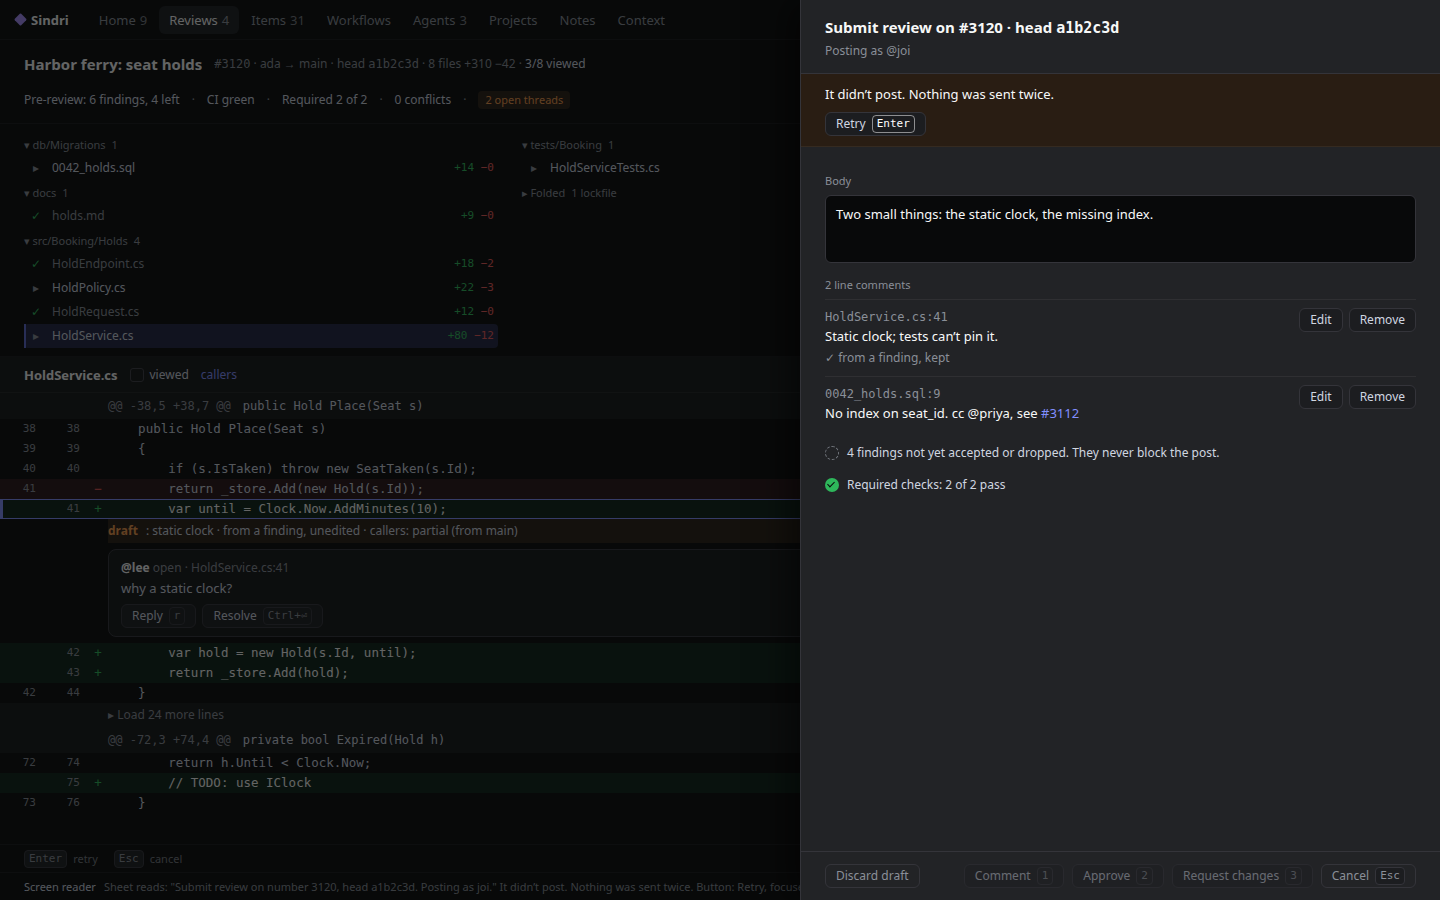 Sindri Home 9 Reviews 4 Items 31 Workflows Agents 3 Projects Notes Context
Harbor ferry: seat holds #3120 · ada → main · head a1b2c3d · 8 files +310 −42 · 3/8 viewed
Pre-review: 6 findings, 4 left · CI green · Required 2 of 2 · 0 conflicts · 2 open threads
▾ db/Migrations 1
▸ 0042_holds.sql +14 −0
▾ docs 1
✓ holds.md +9 −0
▾ src/Booking/Holds 4
✓ HoldEndpoint.cs +18 −2
▸ HoldPolicy.cs +22 −3
✓ HoldRequest.cs +12 −0
▸ HoldService.cs +80 −12
▾ tests/Booking 1
▸ HoldServiceTests.cs
▸ Folded 1 lockfile
HoldService.cs viewed callers
@@ -38,5 +38,7 @@ public Hold Place(Seat s)
38 38 public Hold Place(Seat s)
39 39 {
40 40 if (s.IsTaken) throw new SeatTaken(s.Id);
41 − return _store.Add(new Hold(s.Id));
41 + var until = Clock.Now.AddMinutes(10);
draft : static clock · from a finding, unedited · callers: partial (from main)
@lee open · HoldService.cs:41
why a static clock?
Reply r Resolve Ctrl+⏎
42 + var hold = new Hold(s.Id, until);
43 + return _store.Add(hold);
42 44 }
▸ Load 24 more lines
@@ -72,3 +74,4 @@ private bool Expired(Hold h)
72 74 return h.Until < Clock.Now;
75 + // TODO: use IClock
73 76 }
Enter retry Esc cancel
Screen reader Sheet reads: "Submit review on number 3120, head a1b2c3d. Posting as joi." It didn't post. Nothing was sent twice. Button: Retry, focuse
Submit review on #3120 · head a1b2c3d
Posting as @joi
It didn’t post. Nothing was sent twice.
Retry Enter
Body
Two small things: the static clock, the missing index.
2 line comments
HoldService.cs:41
Static clock; tests can’t pin it.
✓ from a finding, kept
Edit Remove
0042_holds.sql:9
No index on seat_id. cc @priya, see #3112
Edit Remove
4 findings not yet accepted or dropped. They never block the post.
Required checks: 2 of 2 pass
Discard draft Comment 1 Approve 2 Request changes 3 Cancel Esc